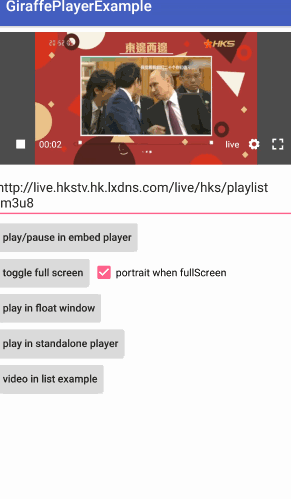 GiraffePlayerExample
HKS
東邊西邊
00:02
live
http://live.hkstv.hk.lxdns.com/live/hks/playlist
.m3u8
play/pause in embed player
toggle full screen
portrait when fullScreen
play in float window
play in standalone player
video in list example